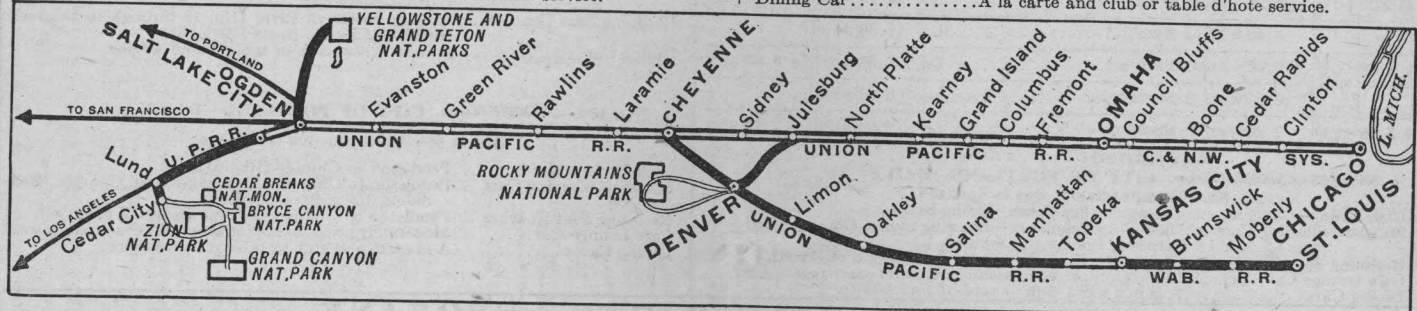 Dining Car..............A la carte and club or table d'hote service.
YELLOWSTONE AND
GRAND TETON
NAT. PARKS
TO PORTLAND
SALT LAKE
CITY
OGDEN
TO SAN FRANCISCO
Evanston
Green River
Rawlins
Laramie
CHEYENNE
Sidney
Julesburg
North Platte
Kearney
Grand Island
Columbus
Fremont
OMAHA
Council Bluffs
Boone
Cedar Rapids
Clinton
L. MICH.
UNION PACIFIC R.R.
UNION PACIFIC R.R.
C. & N.W. SYS.
CHICAGO
U. P. R. R.
Lund
CEDAR BREAKS
NAT. MON.
BRYCE CANYON
NAT. PARK
Cedar City
ZION
NAT. PARK
GRAND CANYON
NAT. PARK
TO LOS ANGELES
ROCKY MOUNTAINS
NATIONAL PARK
DENVER
Limon
Oakley
Salina
Manhattan
Topeka
KANSAS CITY
Brunswick
Moberly
ST. LOUIS
UNION PACIFIC R.R.
WAB. R.R.